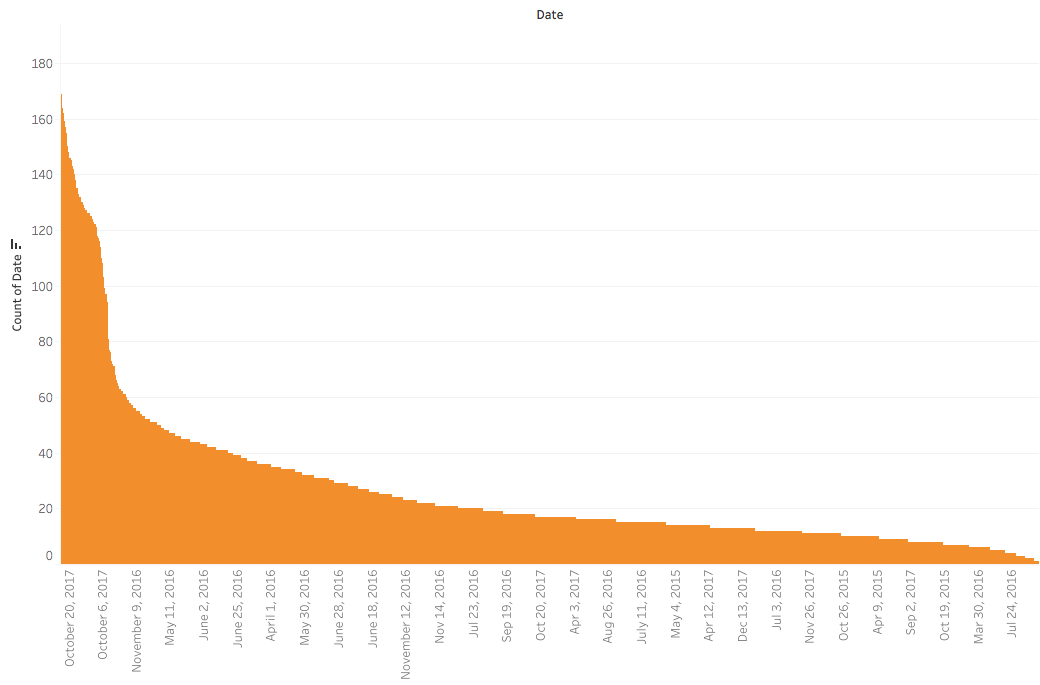 Date
180
160
140
120
100
80
60
40
20
0
Count of Date
October 20, 2017
October 6, 2017
November 9, 2016
May 11, 2016
June 2, 2016
June 25, 2016
April 1, 2016
May 30, 2016
June 28, 2016
June 18, 2016
November 12, 2016
Nov 14, 2016
Jul 23, 2016
Sep 19, 2016
Oct 20, 2017
Apr 3, 2017
Aug 26, 2016
July 11, 2016
May 4, 2015
Apr 12, 2017
Dec 13, 2017
Jul 3, 2016
Nov 26, 2017
Oct 26, 2015
Apr 9, 2015
Sep 2, 2017
Oct 19, 2015
Mar 30, 2016
Jul 24, 2016